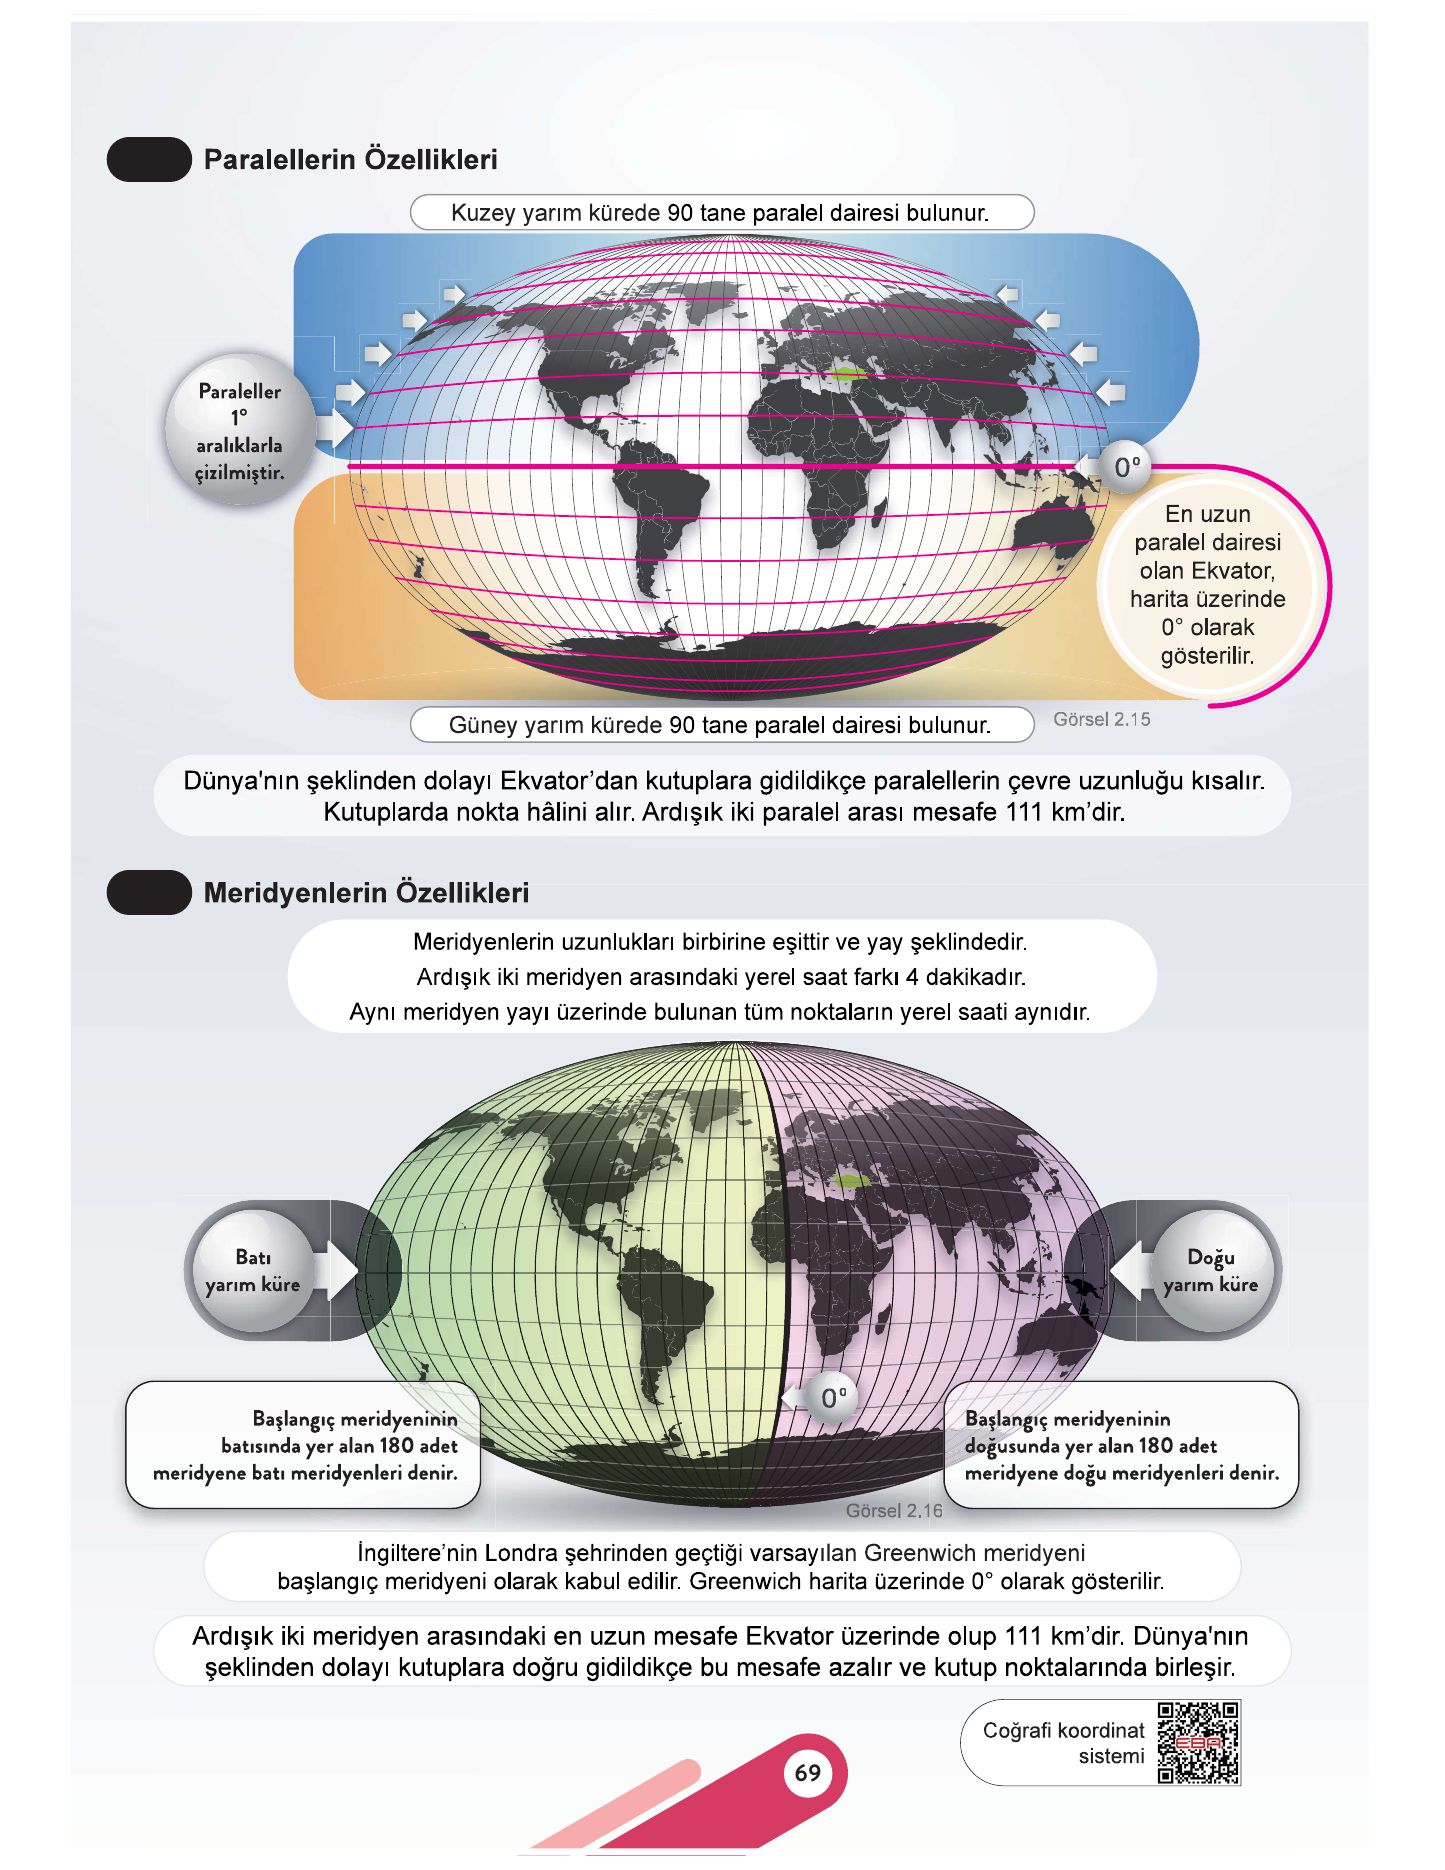 Paralellerin Özellikleri
Kuzey yarım kürede 90 tane paralel dairesi bulunur.
Paraleller
1°
aralıklarla
çizilmiştir.
0°
En uzun
paralel dairesi
olan Ekvator,
harita üzerinde
0° olarak
gösterilir.
Güney yarım kürede 90 tane paralel dairesi bulunur.
Görsel 2.15
Dünya'nın şeklinden dolayı Ekvator’dan kutuplara gidildikçe paralellerin çevre uzunluğu kısalır.
Kutuplarda nokta hâlini alır. Ardışık iki paralel arası mesafe 111 km’dir.
Meridyenlerin Özellikleri
Meridyenlerin uzunlukları birbirine eşittir ve yay şeklindedir.
Ardışık iki meridyen arasındaki yerel saat farkı 4 dakikadır.
Aynı meridyen yayı üzerinde bulunan tüm noktaların yerel saati aynıdır.
Batı
yarım küre
Doğu
yarım küre
0°
Başlangıç meridyeninin
batısında yer alan 180 adet
meridyene batı meridyenleri denir.
Başlangıç meridyeninin
doğusunda yer alan 180 adet
meridyene doğu meridyenleri denir.
Görsel 2.16
İngiltere’nin Londra şehrinden geçtiği varsayılan Greenwich meridyeni
başlangıç meridyeni olarak kabul edilir. Greenwich harita üzerinde 0° olarak gösterilir.
Ardışık iki meridyen arasındaki en uzun mesafe Ekvator üzerinde olup 111 km’dir. Dünya'nın
şeklinden dolayı kutuplara doğru gidildikçe bu mesafe azalır ve kutup noktalarında birleşir.
Coğrafi koordinat
sistemi
EBA
69